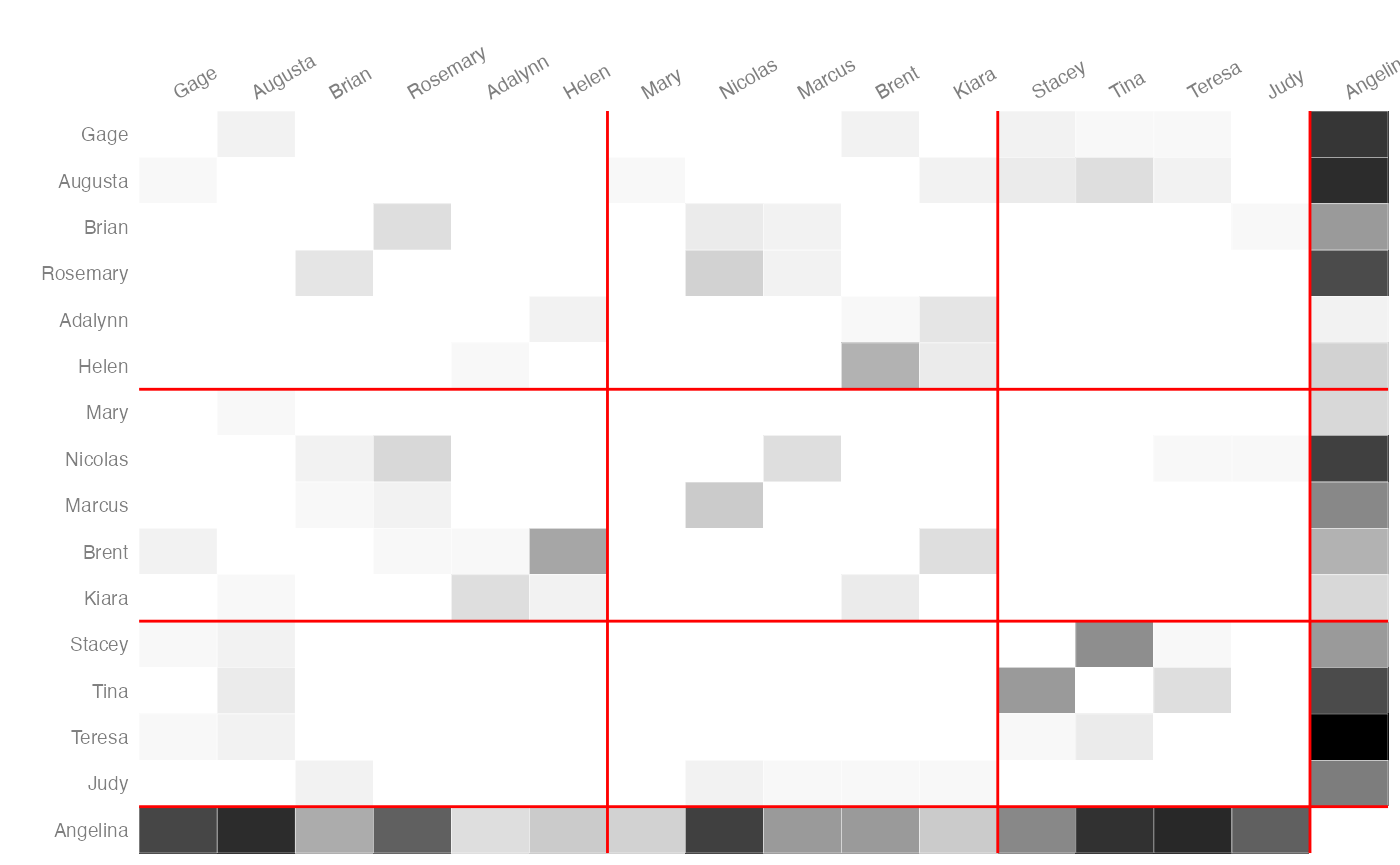 Gage Augusta Brian Rosemary Adalynn Helen Mary Nicolas Marcus Brent Kiara Stacey Tina Teresa Judy Angelin
Gage
Augusta
Brian
Rosemary
Adalynn
Helen
Mary
Nicolas
Marcus
Brent
Kiara
Stacey
Tina
Teresa
Judy
Angelina